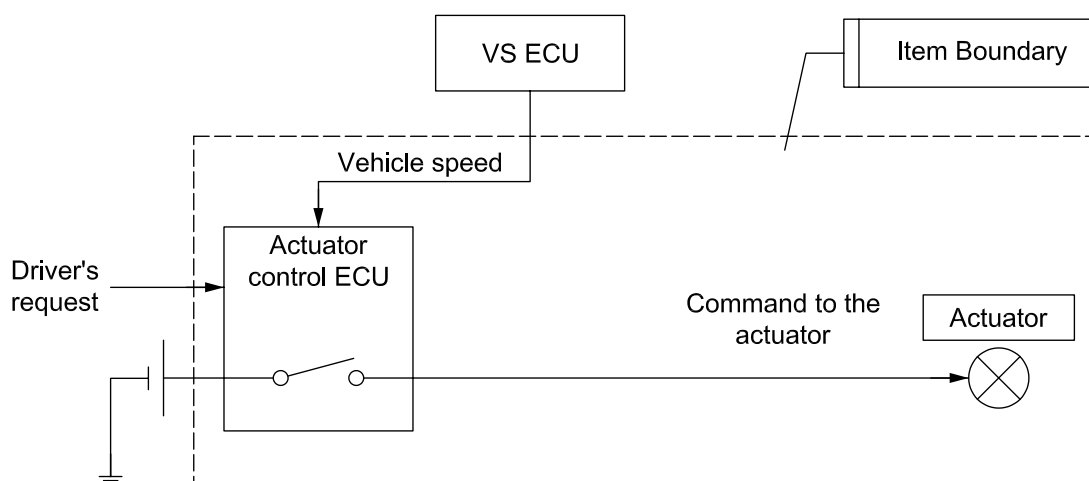 VS ECU
Item Boundary
Vehicle speed
Actuator
control ECU
Driver's
request
Command to the
actuator
Actuator